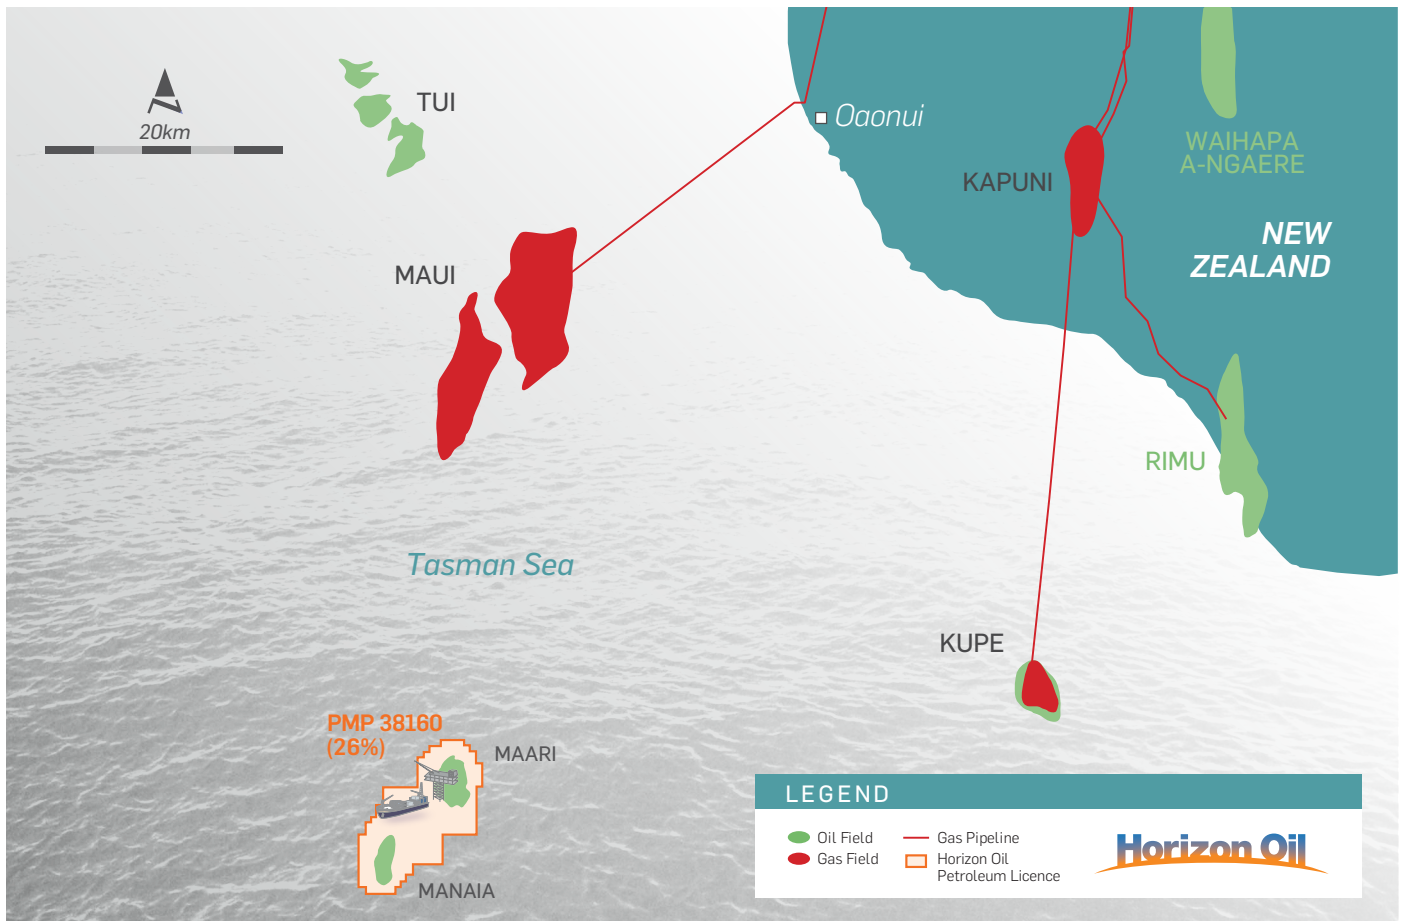 TUI
20km
Oaonui
WAIHAPA
A-NGAERE
KAPUNI
NEW
ZEALAND
MAUI
RIMU
Tasman Sea
KUPE
PMP 38160
(26%)
MAARI
MANAIA
LEGEND
Oil Field
Gas Field
Gas Pipeline
Horizon Oil
Petroleum Licence
Horizon Oil